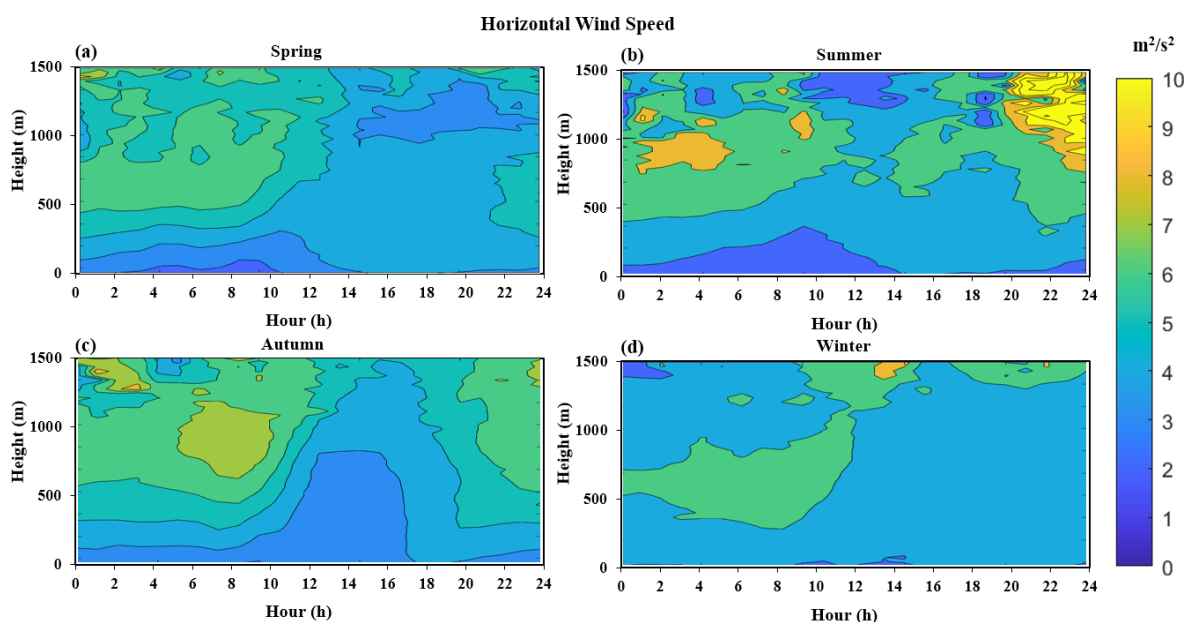 Horizontal Wind Speed
(a) Spring
1500
1000
500
0
Height (m)
0 2 4 6 8 10 12 14 16 18 20 22 24
Hour (h)
(b) Summer
1500
1000
500
0
Height (m)
0 2 4 6 8 10 12 14 16 18 20 22 24
Hour (h)
(c) Autumn
1500
1000
500
0
Height (m)
0 2 4 6 8 10 12 14 16 18 20 22 24
Hour (h)
(d) Winter
1500
1000
500
0
Height (m)
0 2 4 6 8 10 12 14 16 18 20 22 24
Hour (h)
m²/s²
10
9
8
7
6
5
4
3
2
1
0